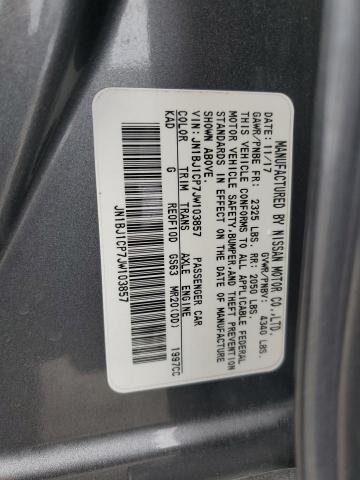 MANUFACTURED BY NISSAN MOTOR CO.,LTD.
DATE: 11/17 GVWR/PNBV: 4340 LBS.
GAWR/PNBE FR: 2325 LBS. RR: 2050 LBS.
THIS VEHICLE CONFORMS TO ALL APPLICABLE FEDERAL
MOTOR VEHICLE SAFETY,BUMPER,AND THEFT PREVENTION
STANDARDS IN EFFECT ON THE DATE OF MANUFACTURE
SHOWN ABOVE.
VIN: JN1BJ1CP7JW103857 PASSENGER CAR
COLOR TRIM TRANS AXLE ENGINE
KAD G RE0F10D GS63 MR20(DD) 1997CC
JN1BJ1CP7JW103857